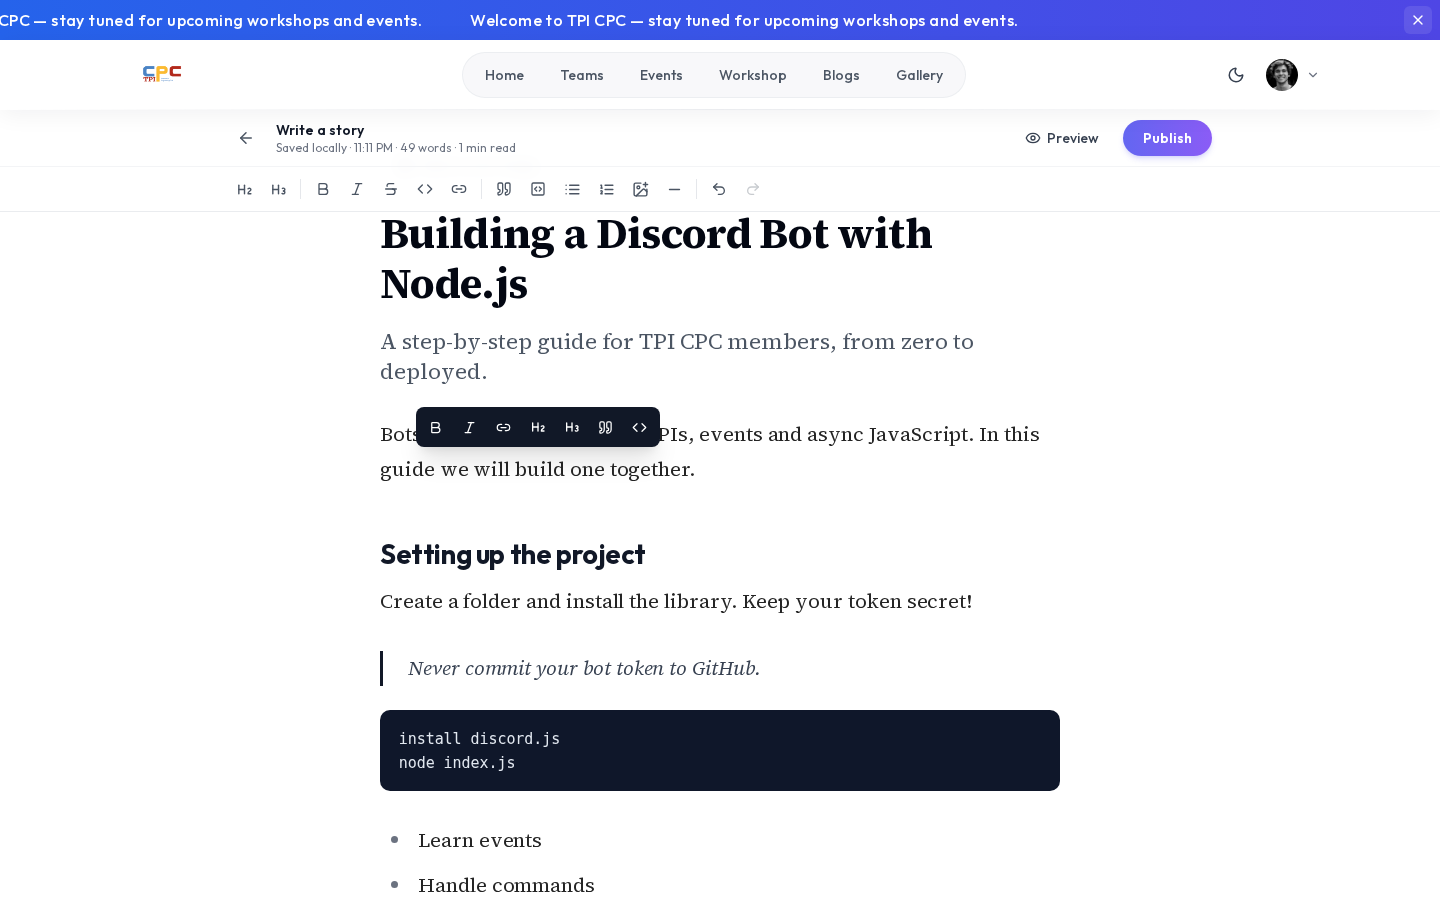 CPC — stay tuned for upcoming workshops and events. Welcome to TPI CPC — stay tuned for upcoming workshops and events.
CPC
TPI
Home Teams Events Workshop Blogs Gallery
Write a story
Saved locally · 11:11 PM · 49 words · 1 min read
Preview Publish
H2 H3 B I S
Building a Discord Bot with
Node.js
A step-by-step guide for TPI CPC members, from zero to
deployed.
B I H2 H3
Bots PIs, events and async JavaScript. In this
guide we will build one together.
Setting up the project
Create a folder and install the library. Keep your token secret!
Never commit your bot token to GitHub.
install discord.js
node index.js
Learn events
Handle commands